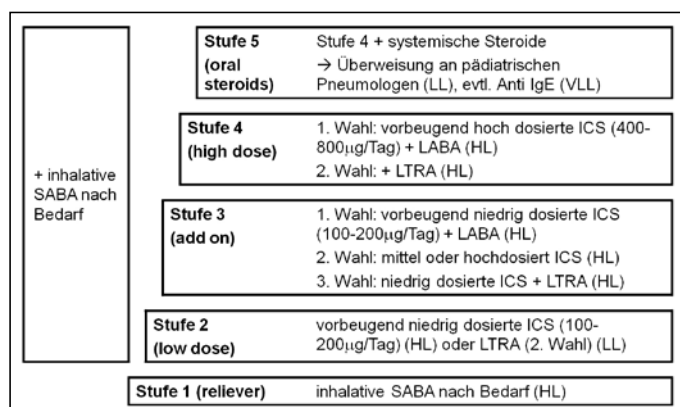 Stufe 5
(oral
steroids)
Stufe 4 + systemische Steroide
→ Überweisung an pädiatrischen
Pneumologen (LL), evtl. Anti IgE (VLL)
Stufe 4
(high dose)
1. Wahl: vorbeugend hoch dosierte ICS (400-
800µg/Tag) + LABA (HL)
2. Wahl: + LTRA (HL)
+ inhalative
SABA nach
Bedarf
Stufe 3
(add on)
1. Wahl: vorbeugend niedrig dosierte ICS
(100-200µg/Tag) + LABA (HL)
2. Wahl: mittel oder hochdosiert ICS (HL)
3. Wahl: niedrig dosierte ICS + LTRA (HL)
Stufe 2
(low dose)
vorbeugend niedrig dosierte ICS (100-
200µg/Tag) (HL) oder LTRA (2. Wahl) (LL)
Stufe 1 (reliever)
inhalative SABA nach Bedarf (HL)